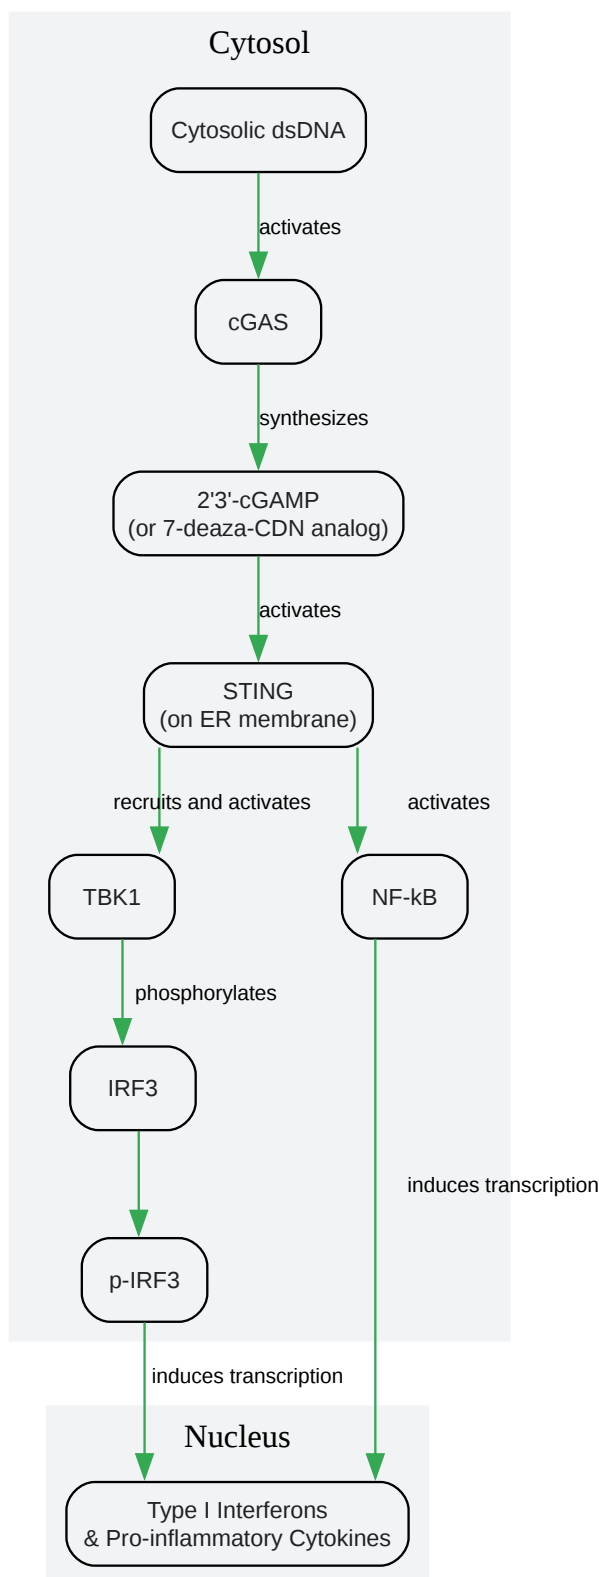 Cytosol
Cytosolic dsDNA
activates
cGAS
synthesizes
2'3'-cGAMP
(or 7-deaza-CDN analog)
activates
STING
(on ER membrane)
recruits and activates
activates
TBK1
NF-kB
phosphorylates
IRF3
induces transcription
p-IRF3
induces transcription
Nucleus
Type I Interferons
& Pro-inflammatory Cytokines